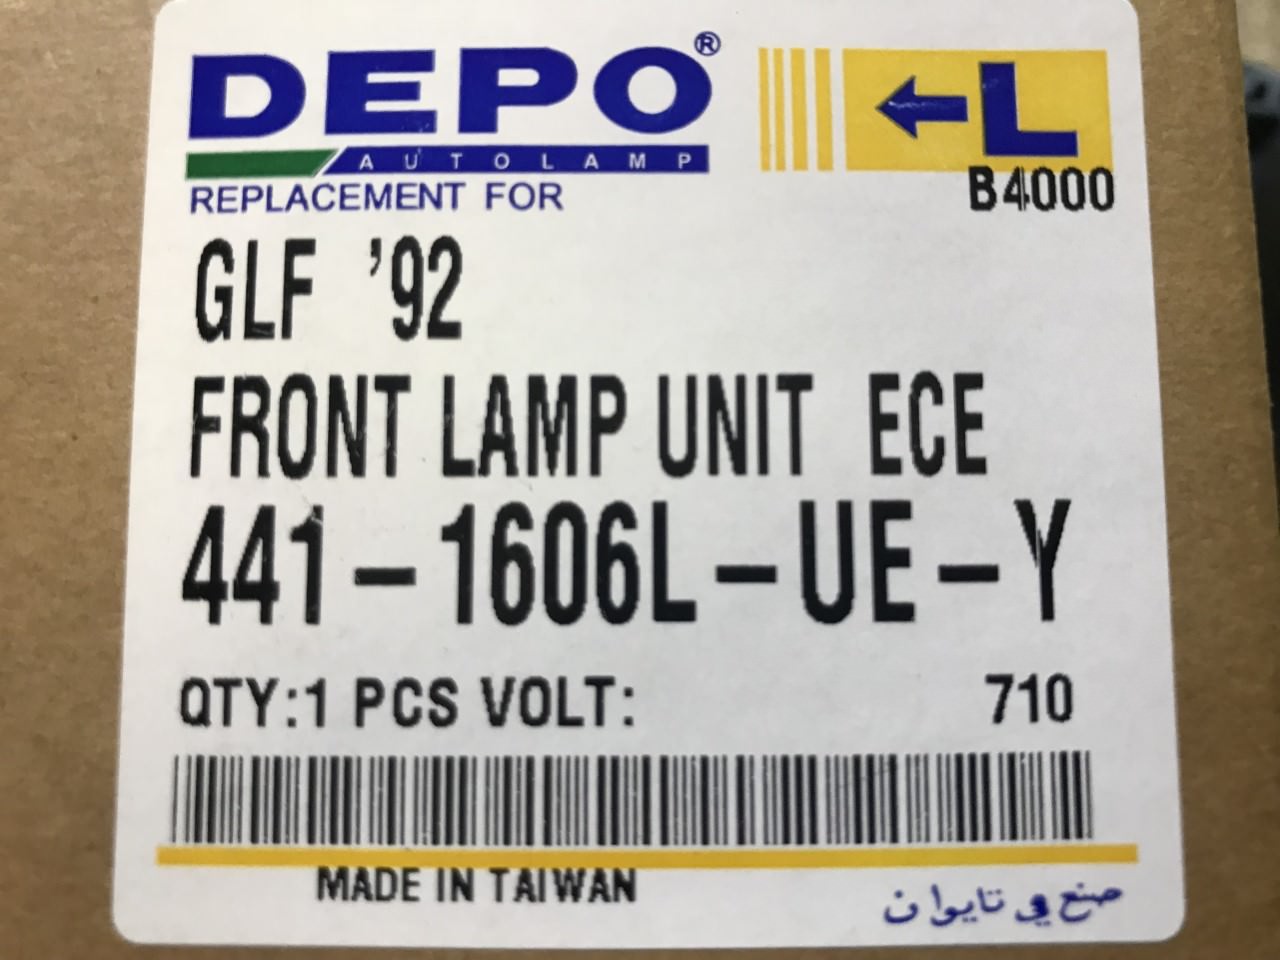 DEPO®
←L
AUTOLAMP
B4000
REPLACEMENT FOR
GLF '92
FRONT LAMP UNIT ECE
441-1606L-UE-Y
QTY:1 PCS VOLT: 710
MADE IN TAIWAN
صنع في تايوان